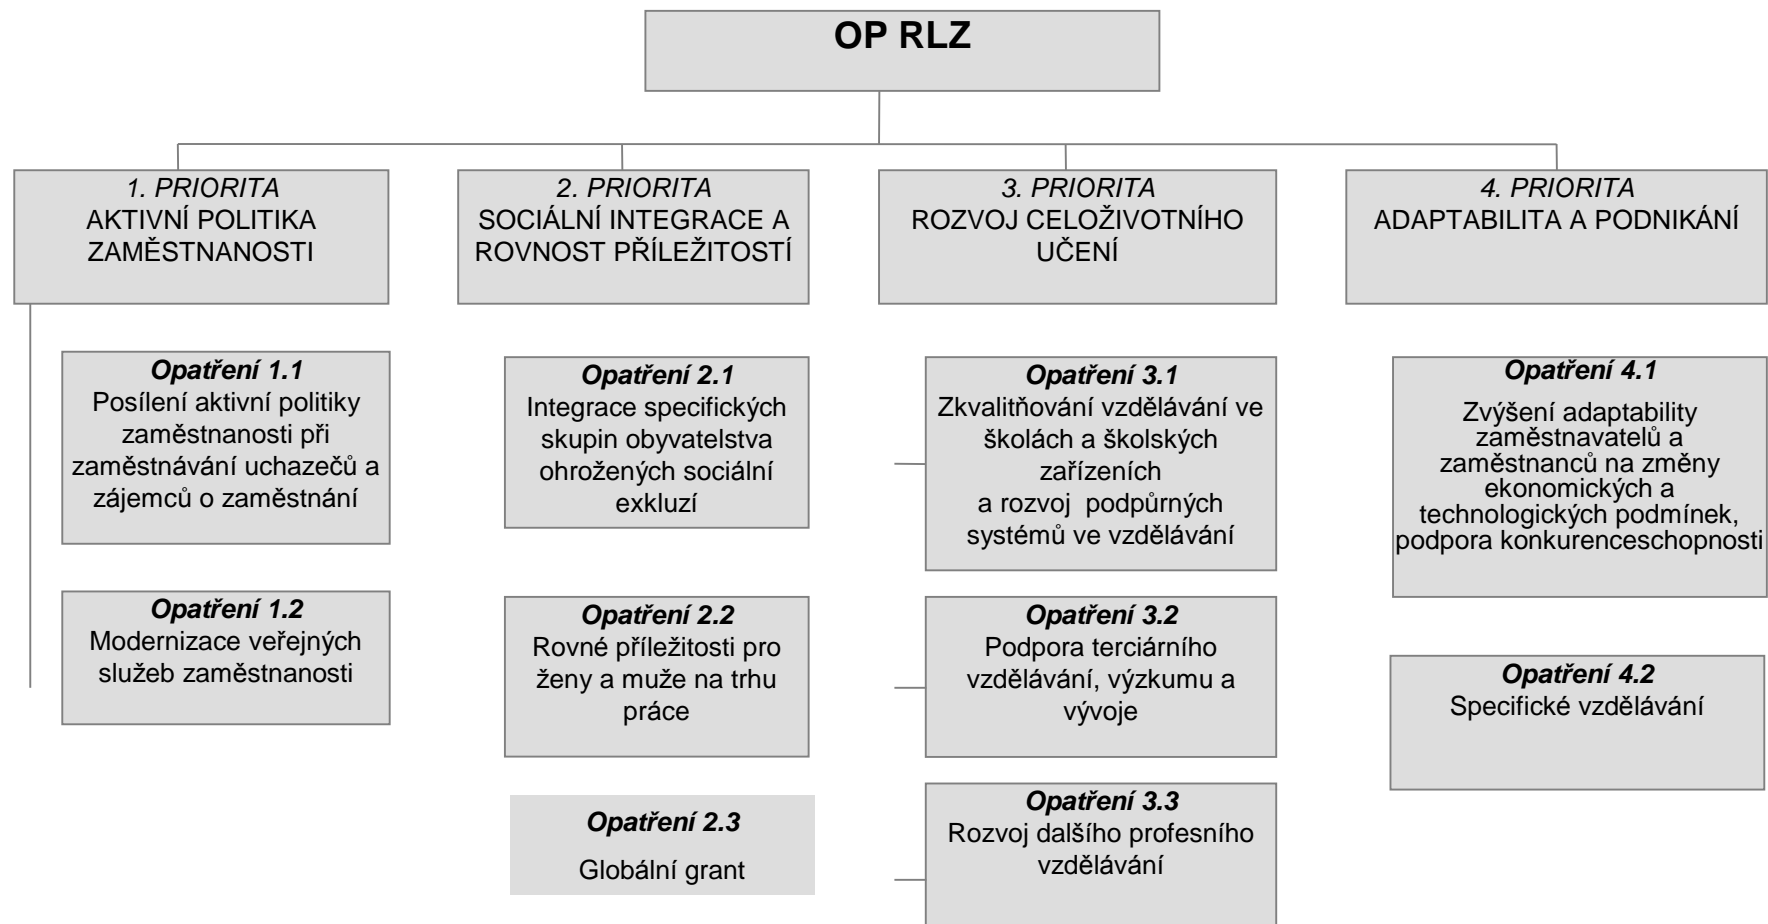 OP RLZ
1. PRIORITA
AKTIVNÍ POLITIKA
ZAMĚSTNANOSTI
2. PRIORITA
SOCIÁLNÍ INTEGRACE A
ROVNOST PŘÍLEŽITOSTÍ
3. PRIORITA
ROZVOJ CELOŽIVOTNÍHO
UČENÍ
4. PRIORITA
ADAPTABILITA A PODNIKÁNÍ
Opatření 1.1
Posílení aktivní politiky
zaměstnanosti při
zaměstnávání uchazečů a
zájemců o zaměstnání
Opatření 2.1
Integrace specifických
skupin obyvatelstva
ohrožených sociální
exkluzí
Opatření 3.1
Zkvalitňování vzdělávání ve
školách a školských
zařízeních
a rozvoj podpůrných
systémů ve vzdělávání
Opatření 4.1
Zvýšení adaptability
zaměstnavatelů a
zaměstnanců na změny
ekonomických a
technologických podmínek,
podpora konkurenceschopnosti
Opatření 1.2
Modernizace veřejných
služeb zaměstnanosti
Opatření 2.2
Rovné příležitosti pro
ženy a muže na trhu
práce
Opatření 3.2
Podpora terciárního
vzdělávání, výzkumu a
vývoje
Opatření 4.2
Specifické vzdělávání
Opatření 2.3
Globální grant
Opatření 3.3
Rozvoj dalšího profesního
vzdělávání